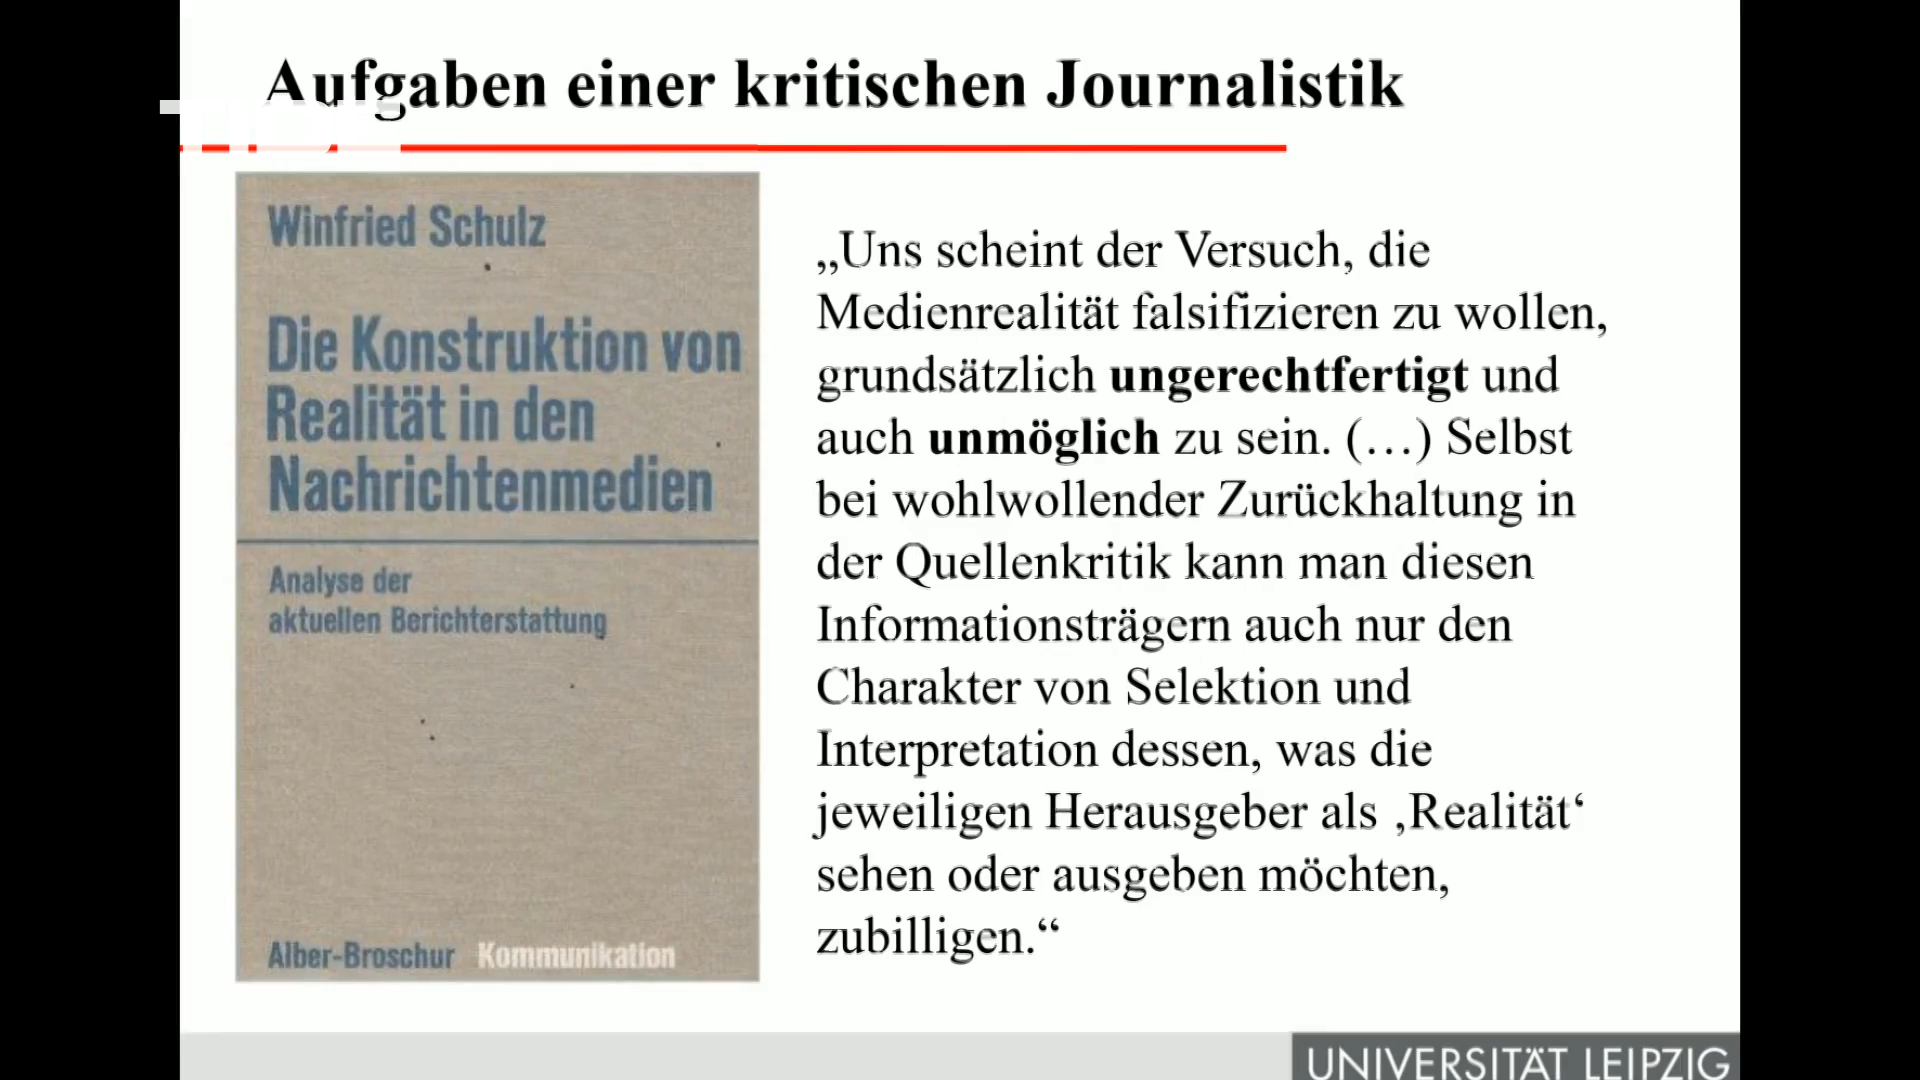 Aufgaben einer kritischen Journalistik
Winfried Schulz
Die Konstruktion von
Realität in den
Nachrichtenmedien
Analyse der
aktuellen Berichterstattung
Alber-Broschur Kommunikation
„Uns scheint der Versuch, die
Medienrealität falsifizieren zu wollen,
grundsätzlich ungerechtfertigt und
auch unmöglich zu sein. (…) Selbst
bei wohlwollender Zurückhaltung in
der Quellenkritik kann man diesen
Informationsträgern auch nur den
Charakter von Selektion und
Interpretation dessen, was die
jeweiligen Herausgeber als ‚Realität‘
sehen oder ausgeben möchten,
zubilligen.“
UNIVERSITÄT LEIPZIG